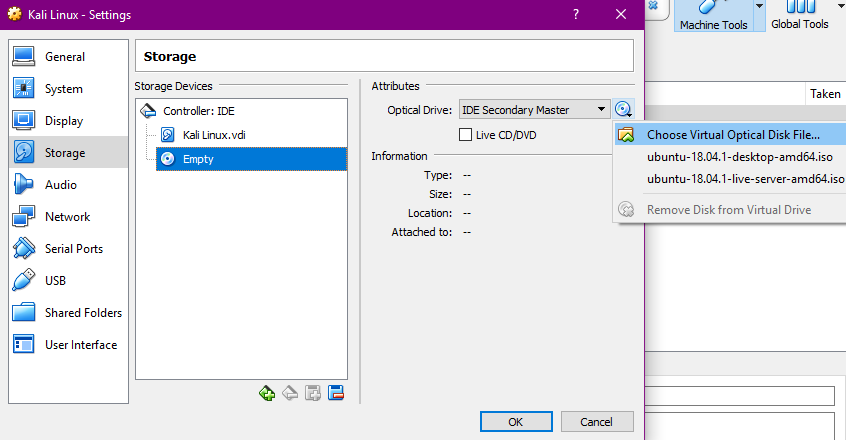 Kali Linux - Settings
?
Machine Tools
Global Tools
General
System
Display
Storage
Audio
Network
Serial Ports
USB
Shared Folders
User Interface
Storage
Storage Devices
Controller: IDE
Kali Linux.vdi
Empty
Attributes
Optical Drive: IDE Secondary Master
Live CD/DVD
Information
Type: --
Size: --
Location: --
Attached to: --
Taken
Choose Virtual Optical Disk File...
ubuntu-18.04.1-desktop-amd64.iso
ubuntu-18.04.1-live-server-amd64.iso
Remove Disk from Virtual Drive
OK
Cancel